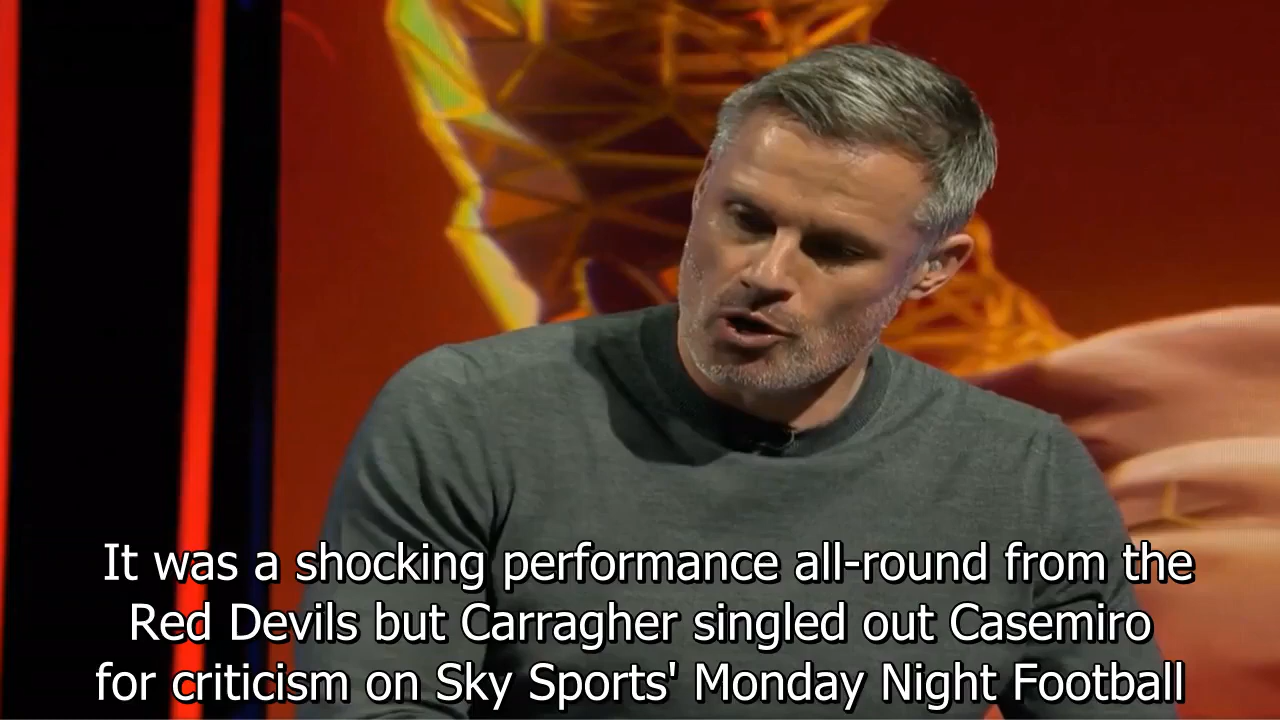 It was a shocking performance all-round from the
Red Devils but Carragher singled out Casemiro
for criticism on Sky Sports' Monday Night Football